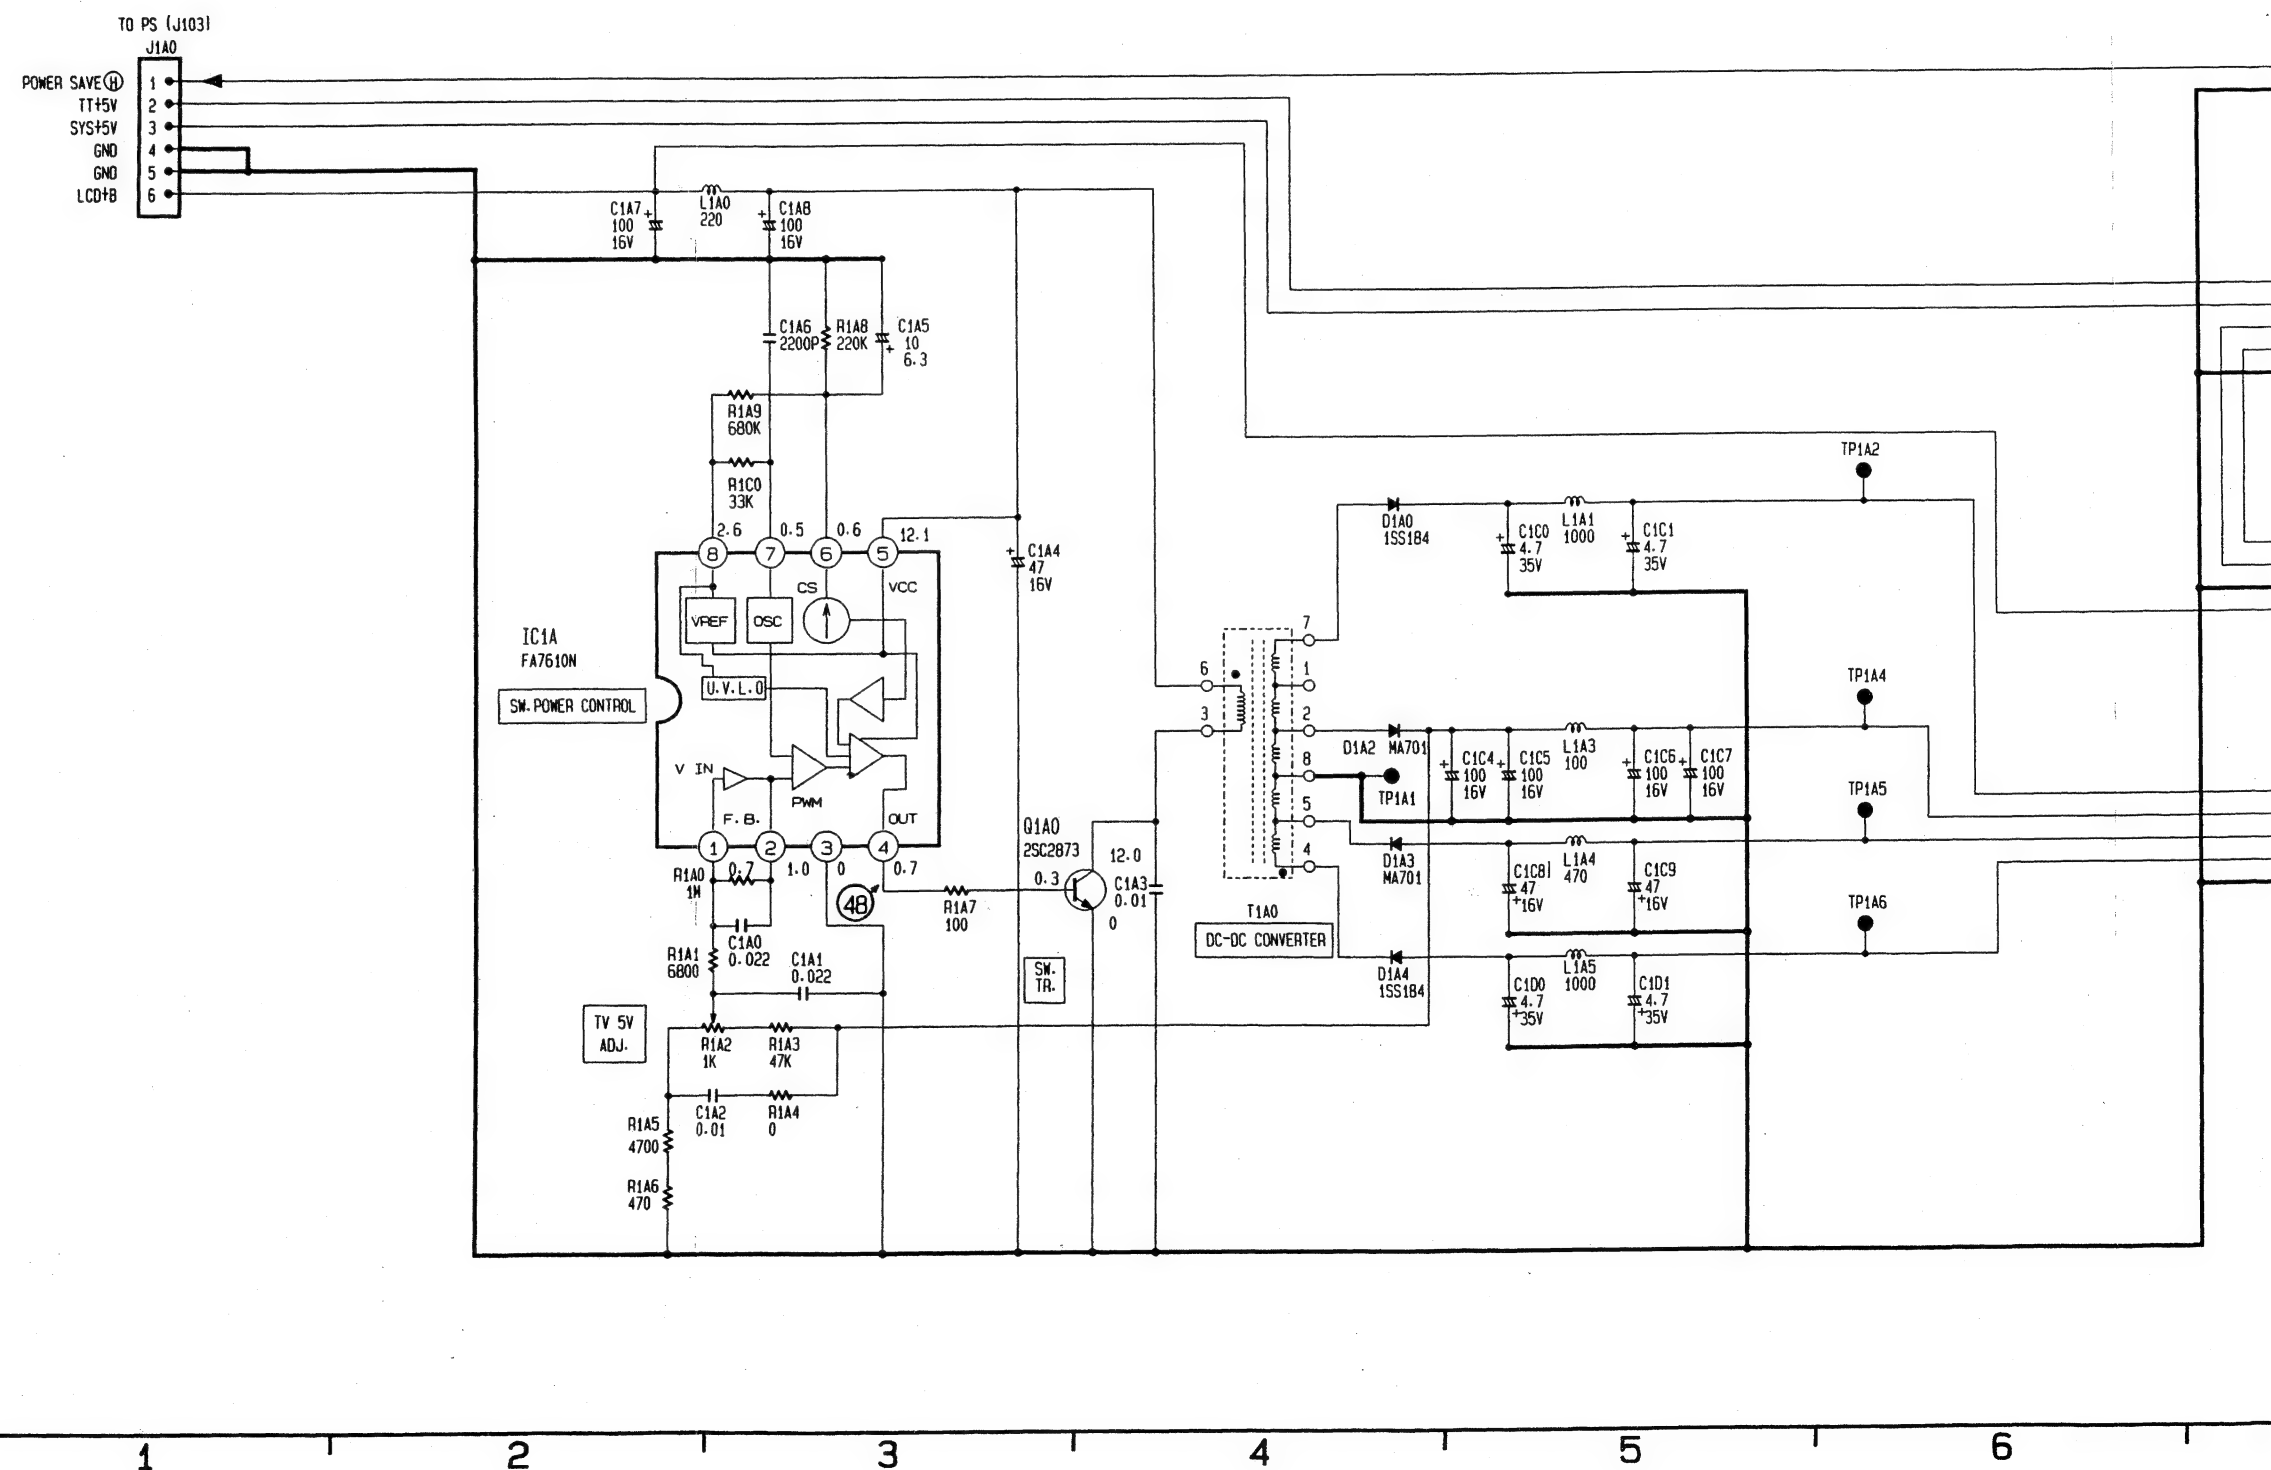 TO PS (J103)
J1A0
POWER SAVE Ⓗ 1
TT+5V 2
SYS+5V 3
GND 4
GND 5
LCD+B 6
C1A7
100
16V
+
L1A0
220
+
C1A8
100
16V
C1A6
2200P
R1A8
220K
C1A5
10
6.3
+
R1A9
680K
R1C0
33K
2.6
0.5
0.6
12.1
8
7
6
5
CS
VCC
VREF
OSC
U.V.L.O
IC1A
FA7610N
SW.POWER CONTROL
V IN
PWM
F.B.
OUT
1
2
3
4
0.7
1.0
0
0.7
48
R1A0
1M
C1A0
0.022
R1A1
6800
C1A1
0.022
TV 5V
ADJ.
R1A2
1K
R1A3
47K
C1A2
0.01
R1A4
0
R1A5
4700
R1A6
470
R1A7
100
+
C1A4
47
16V
Q1A0
2SC2873
12.0
0.3
0
C1A3
0.01
SW.
TR.
6
3
7
1
2
8
5
4
T1A0
DC-DC CONVERTER
D1A0
1SS184
+
C1C0
4.7
35V
L1A1
1000
+
C1C1
4.7
35V
TP1A2
D1A2 MA701
TP1A1
+
C1C4
100
16V
+
C1C5
100
16V
L1A3
100
+
C1C6
100
16V
+
C1C7
100
16V
TP1A4
D1A3
MA701
C1C8
47
+16V
L1A4
470
C1C9
47
+16V
TP1A5
D1A4
1SS184
C1D0
4.7
+35V
L1A5
1000
C1D1
4.7
+35V
TP1A6
1
2
3
4
5
6